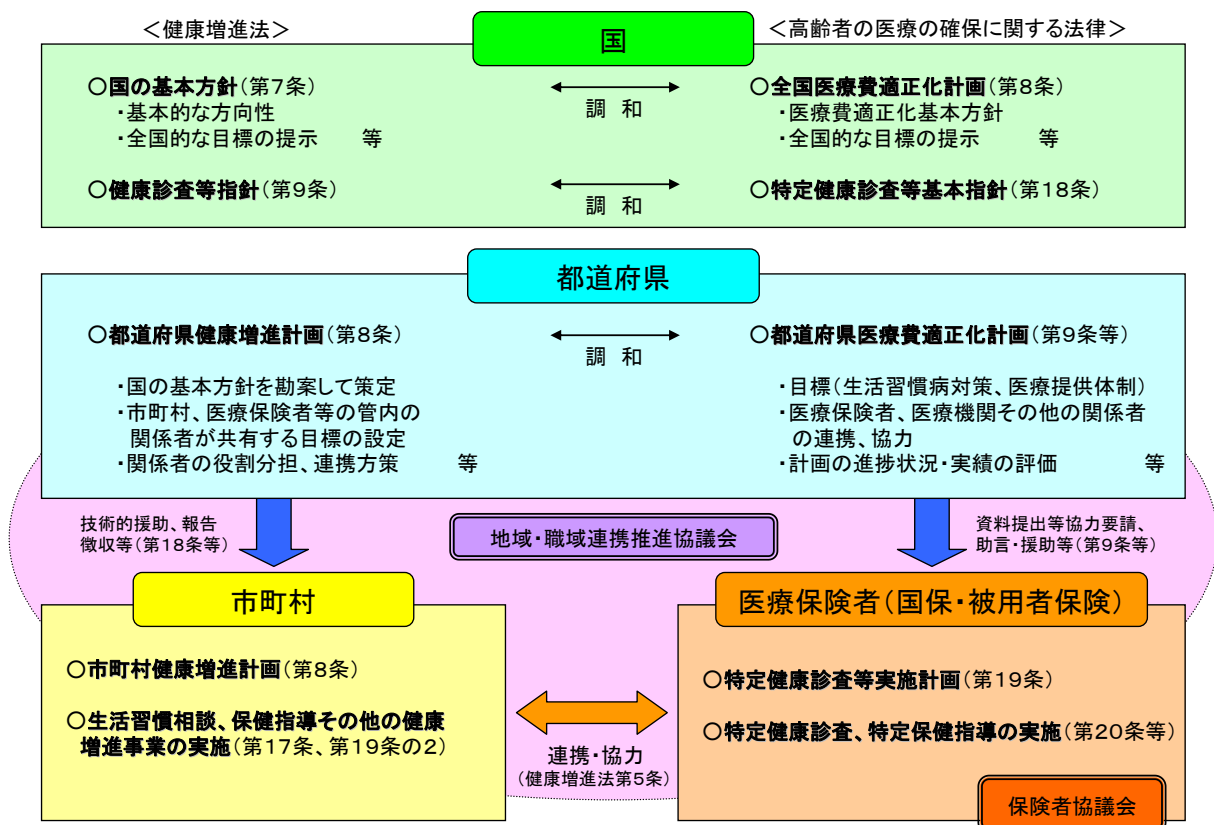 <健康増進法>
国
<高齢者の医療の確保に関する法律>
○国の基本方針(第7条)
・基本的な方向性
・全国的な目標の提示　　等
調 和
○全国医療費適正化計画(第8条)
・医療費適正化基本方針
・全国的な目標の提示　　等
○健康診査等指針(第9条)
調 和
○特定健康診査等基本指針(第18条)
都道府県
○都道府県健康増進計画(第8条)
調 和
○都道府県医療費適正化計画(第9条等)
・国の基本方針を勘案して策定
・市町村、医療保険者等の管内の
関係者が共有する目標の設定
・関係者の役割分担、連携方策　　等
・目標(生活習慣病対策、医療提供体制)
・医療保険者、医療機関その他の関係者
の連携、協力
・計画の進捗状況・実績の評価　　等
技術的援助、報告
徴収等(第18条等)
地域・職域連携推進協議会
資料提出等協力要請、
助言・援助等(第9条等)
市町村
○市町村健康増進計画(第8条)
○生活習慣相談、保健指導その他の健康
増進事業の実施(第17条、第19条の2)
連携・協力
(健康増進法第5条)
医療保険者(国保・被用者保険)
○特定健康診査等実施計画(第19条)
○特定健康診査、特定保健指導の実施(第20条等)
保険者協議会